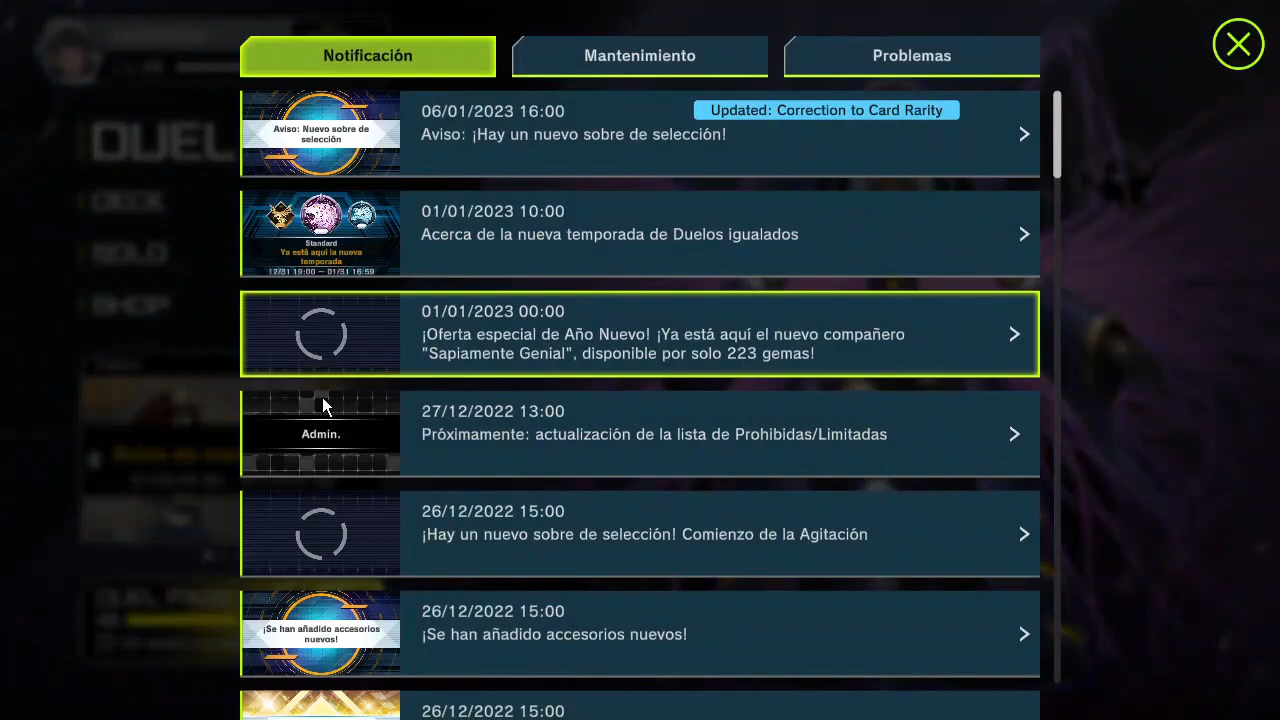 Notificación
Mantenimiento
Problemas
Aviso: Nuevo sobre de
selección
06/01/2023 16:00
Updated: Correction to Card Rarity
Aviso: ¡Hay un nuevo sobre de selección!
Standard
Ya está aquí la nueva
temporada
12/31 19:00 — 01/31 16:59
01/01/2023 10:00
Acerca de la nueva temporada de Duelos igualados
01/01/2023 00:00
¡Oferta especial de Año Nuevo! ¡Ya está aquí el nuevo compañero
"Sapiamente Genial", disponible por solo 223 gemas!
Admin.
27/12/2022 13:00
Próximamente: actualización de la lista de Prohibidas/Limitadas
26/12/2022 15:00
¡Hay un nuevo sobre de selección! Comienzo de la Agitación
¡Se han añadido accesorios
nuevos!
26/12/2022 15:00
¡Se han añadido accesorios nuevos!
26/12/2022 15:00
DUEL
DECK
SOLO
SHOP